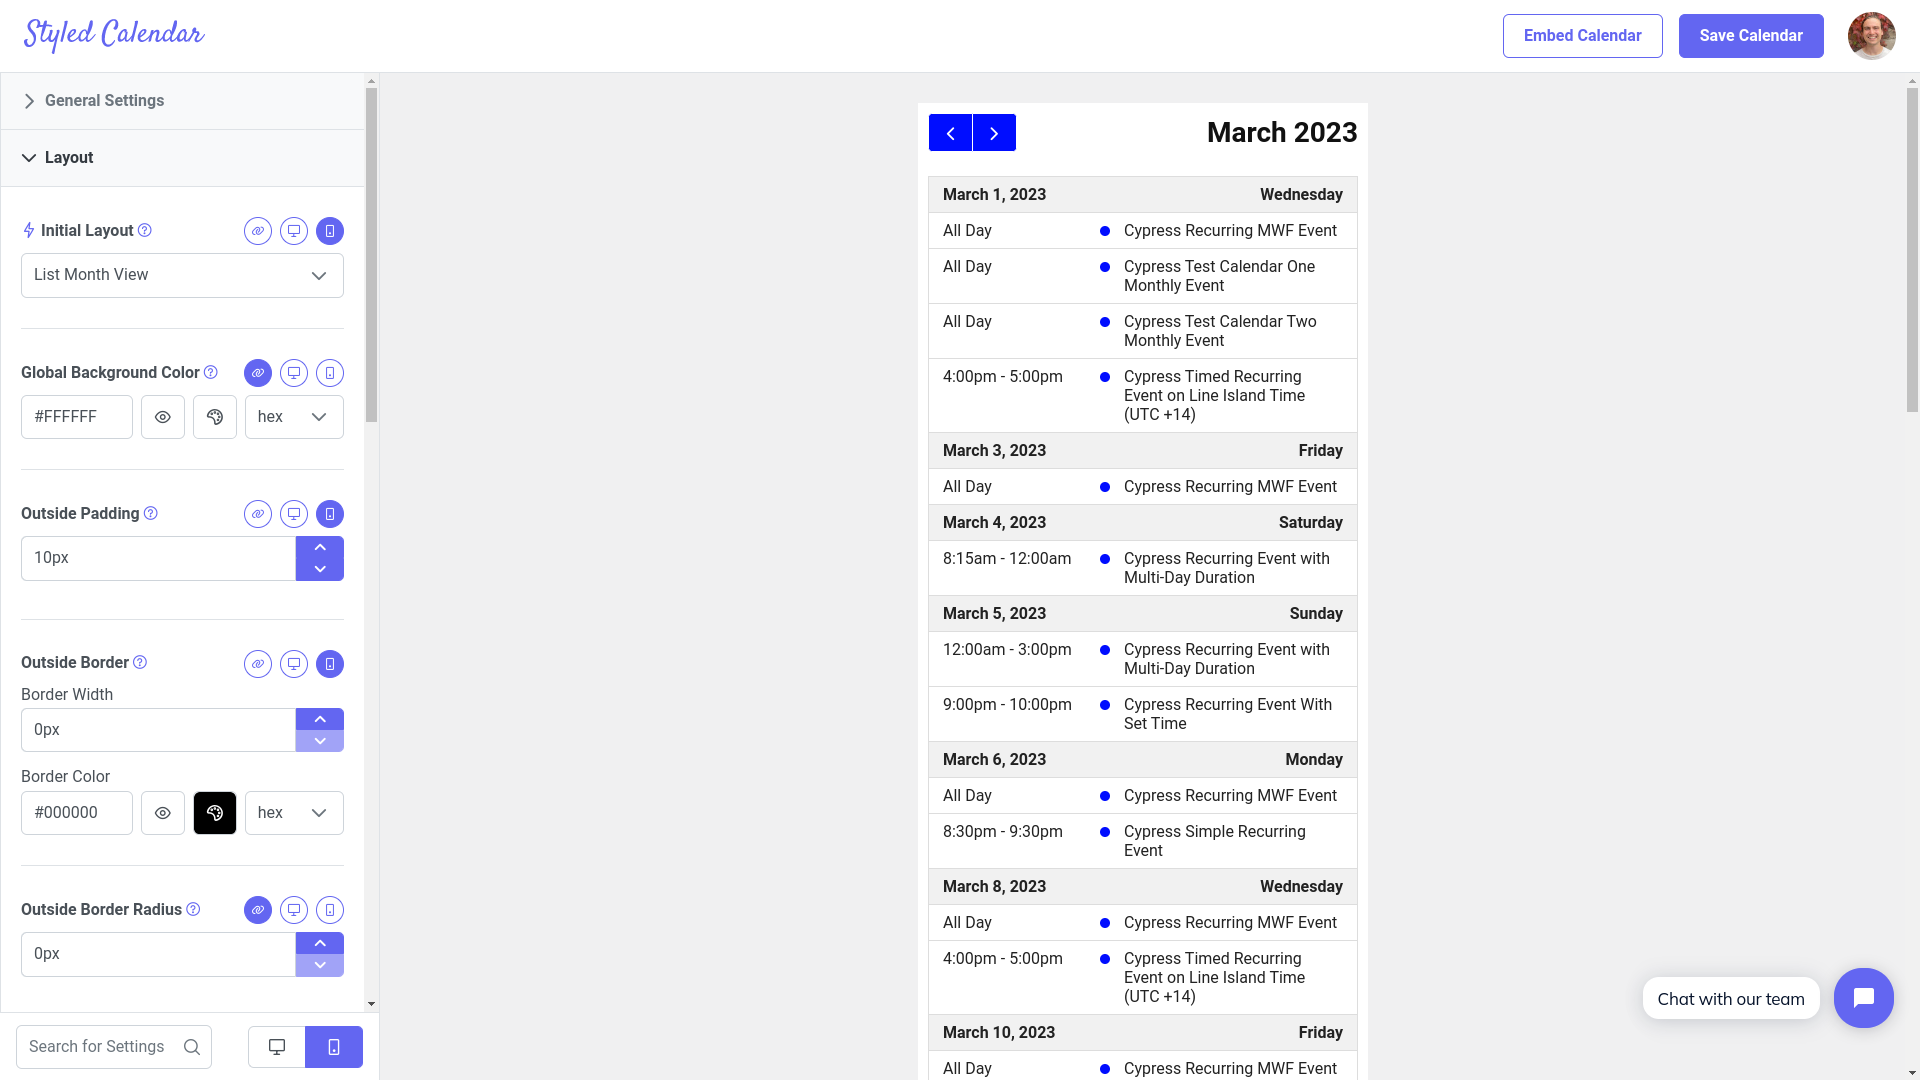 Styled Calendar
Embed Calendar
Save Calendar
General Settings
Layout
Initial Layout
List Month View
Global Background Color
#FFFFFF
hex
Outside Padding
10px
Outside Border
Border Width
0px
Border Color
#000000
hex
Outside Border Radius
0px
Search for Settings
March 2023
March 1, 2023 Wednesday
All Day Cypress Recurring MWF Event
All Day Cypress Test Calendar One
Monthly Event
All Day Cypress Test Calendar Two
Monthly Event
4:00pm - 5:00pm Cypress Timed Recurring
Event on Line Island Time
(UTC +14)
March 3, 2023 Friday
All Day Cypress Recurring MWF Event
March 4, 2023 Saturday
8:15am - 12:00am Cypress Recurring Event with
Multi-Day Duration
March 5, 2023 Sunday
12:00am - 3:00pm Cypress Recurring Event with
Multi-Day Duration
9:00pm - 10:00pm Cypress Recurring Event With
Set Time
March 6, 2023 Monday
All Day Cypress Recurring MWF Event
8:30pm - 9:30pm Cypress Simple Recurring
Event
March 8, 2023 Wednesday
All Day Cypress Recurring MWF Event
4:00pm - 5:00pm Cypress Timed Recurring
Event on Line Island Time
(UTC +14)
March 10, 2023 Friday
All Day Cypress Recurring MWF Event
Chat with our team